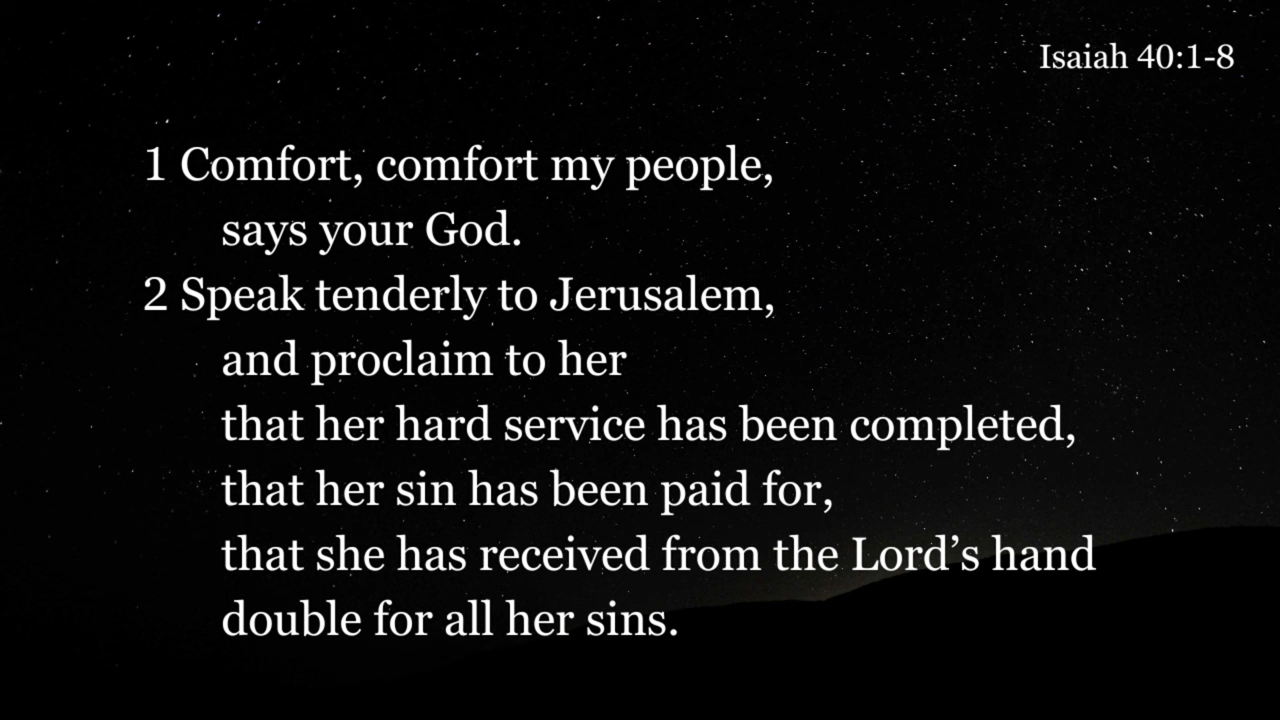 Isaiah 40:1-8
1 Comfort, comfort my people,
says your God.
2 Speak tenderly to Jerusalem,
and proclaim to her
that her hard service has been completed,
that her sin has been paid for,
that she has received from the Lord’s hand
double for all her sins.